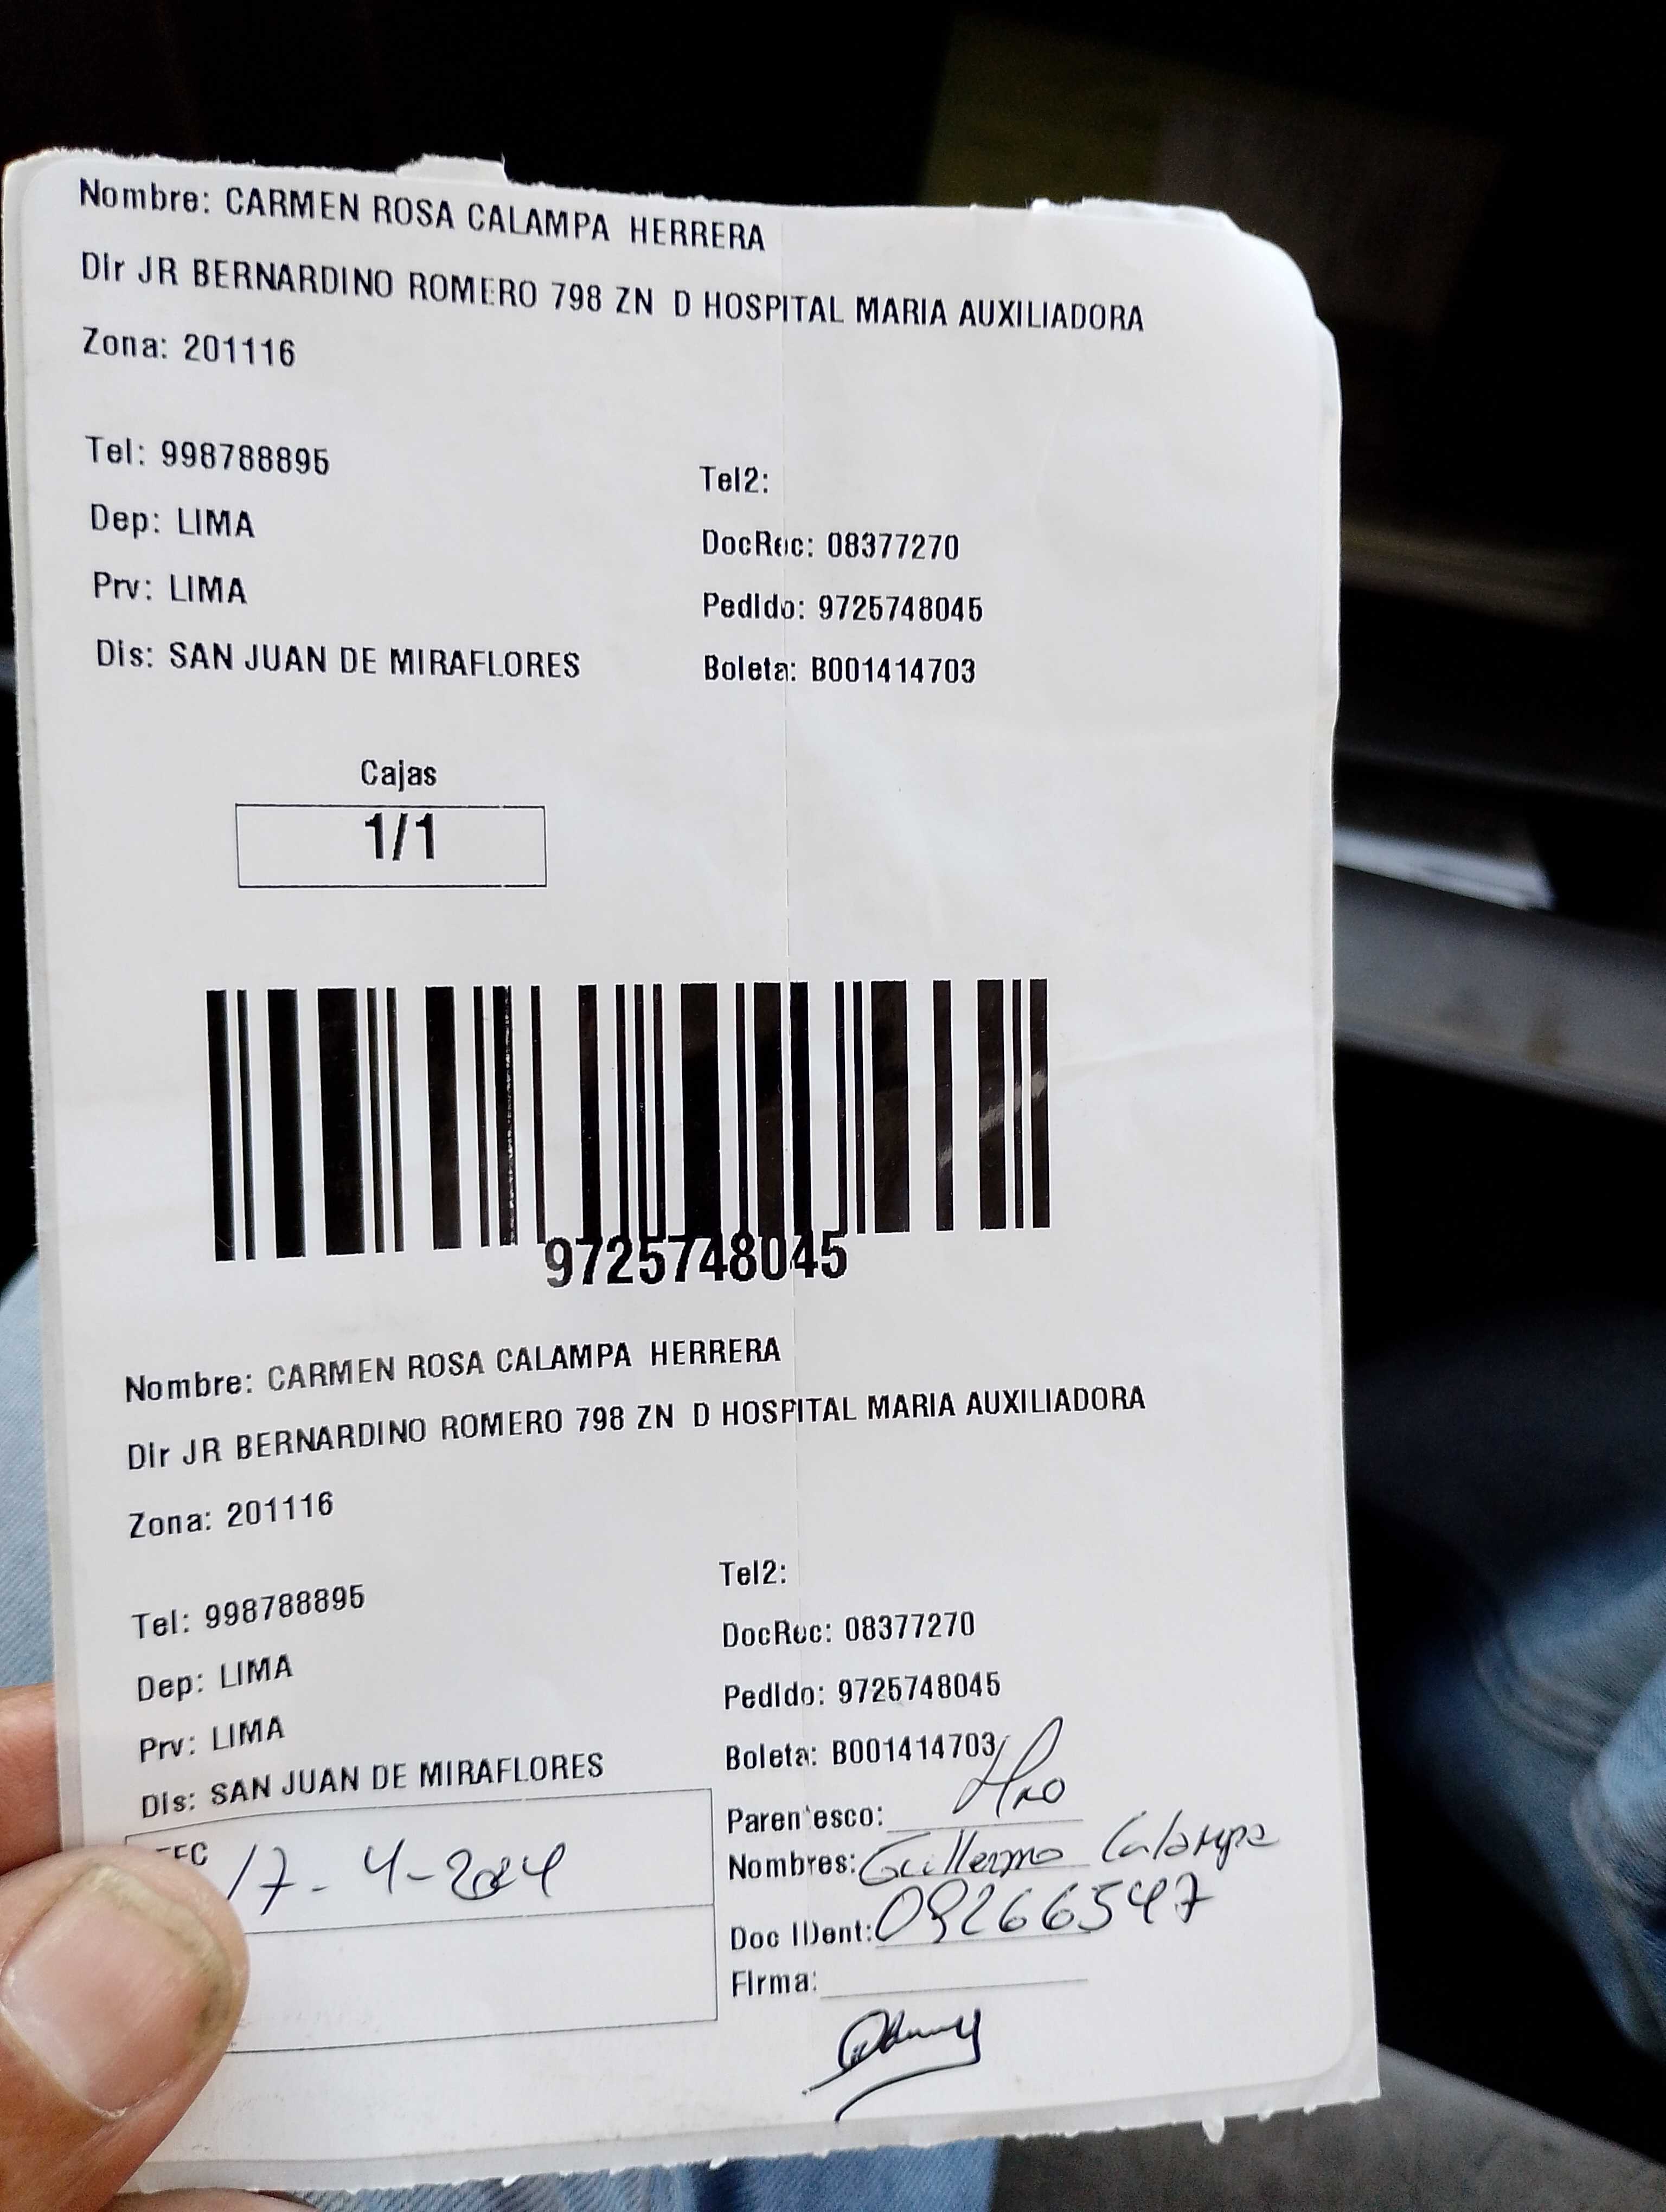 Nombre: CARMEN ROSA CALAMPA HERRERA
Dir JR BERNARDINO ROMERO 798 ZN D HOSPITAL MARIA AUXILIADORA
Zona: 201116
Tel: 998788895
Tel2:
Dep: LIMA
DocRec: 08377270
Prv: LIMA
Pedido: 9725748045
Dis: SAN JUAN DE MIRAFLORES
Boleta: B001414703
Cajas
1/1
9725748045
Nombre: CARMEN ROSA CALAMPA HERRERA
Dir JR BERNARDINO ROMERO 798 ZN D HOSPITAL MARIA AUXILIADORA
Zona: 201116
Tel: 998788895
Tel2:
Dep: LIMA
DocRec: 08377270
Prv: LIMA
Pedido: 9725748045
Dis: SAN JUAN DE MIRAFLORES
Boleta: B001414703
Parentesco: Hno
17-4-2024
Nombres: Guillermo Calampa
Doc IDent: 09266547
Firma: